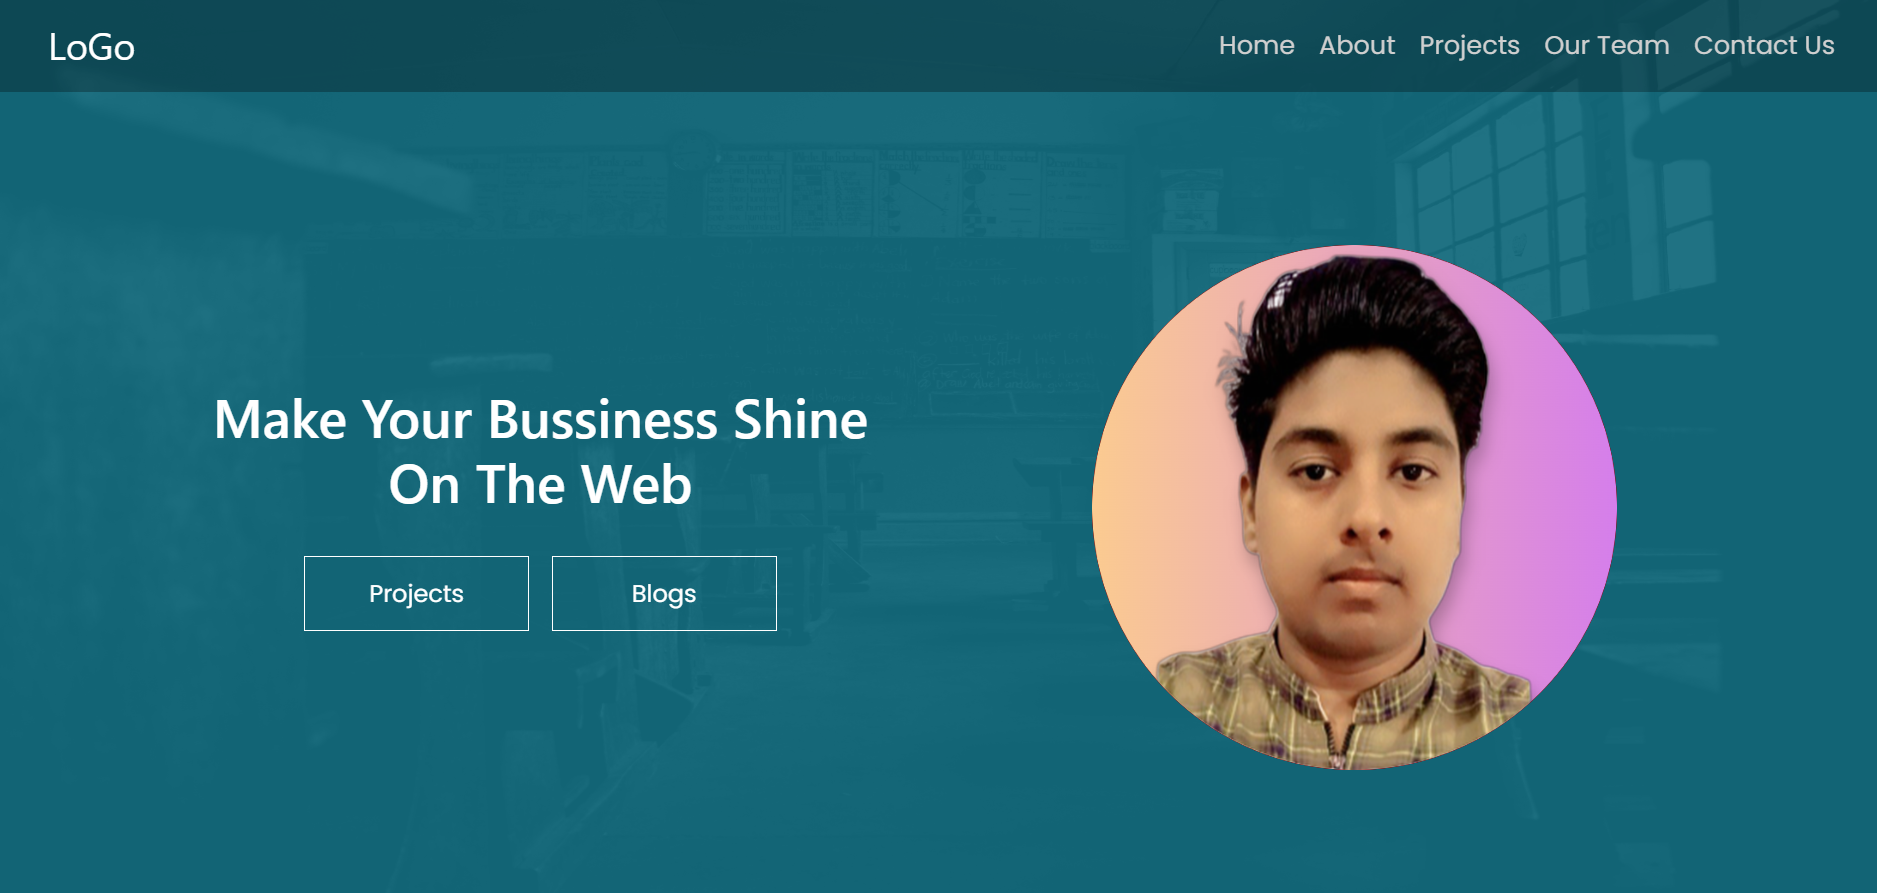 LoGo
Home About Projects Our Team Contact Us
Make Your Bussiness Shine
On The Web
Projects
Blogs